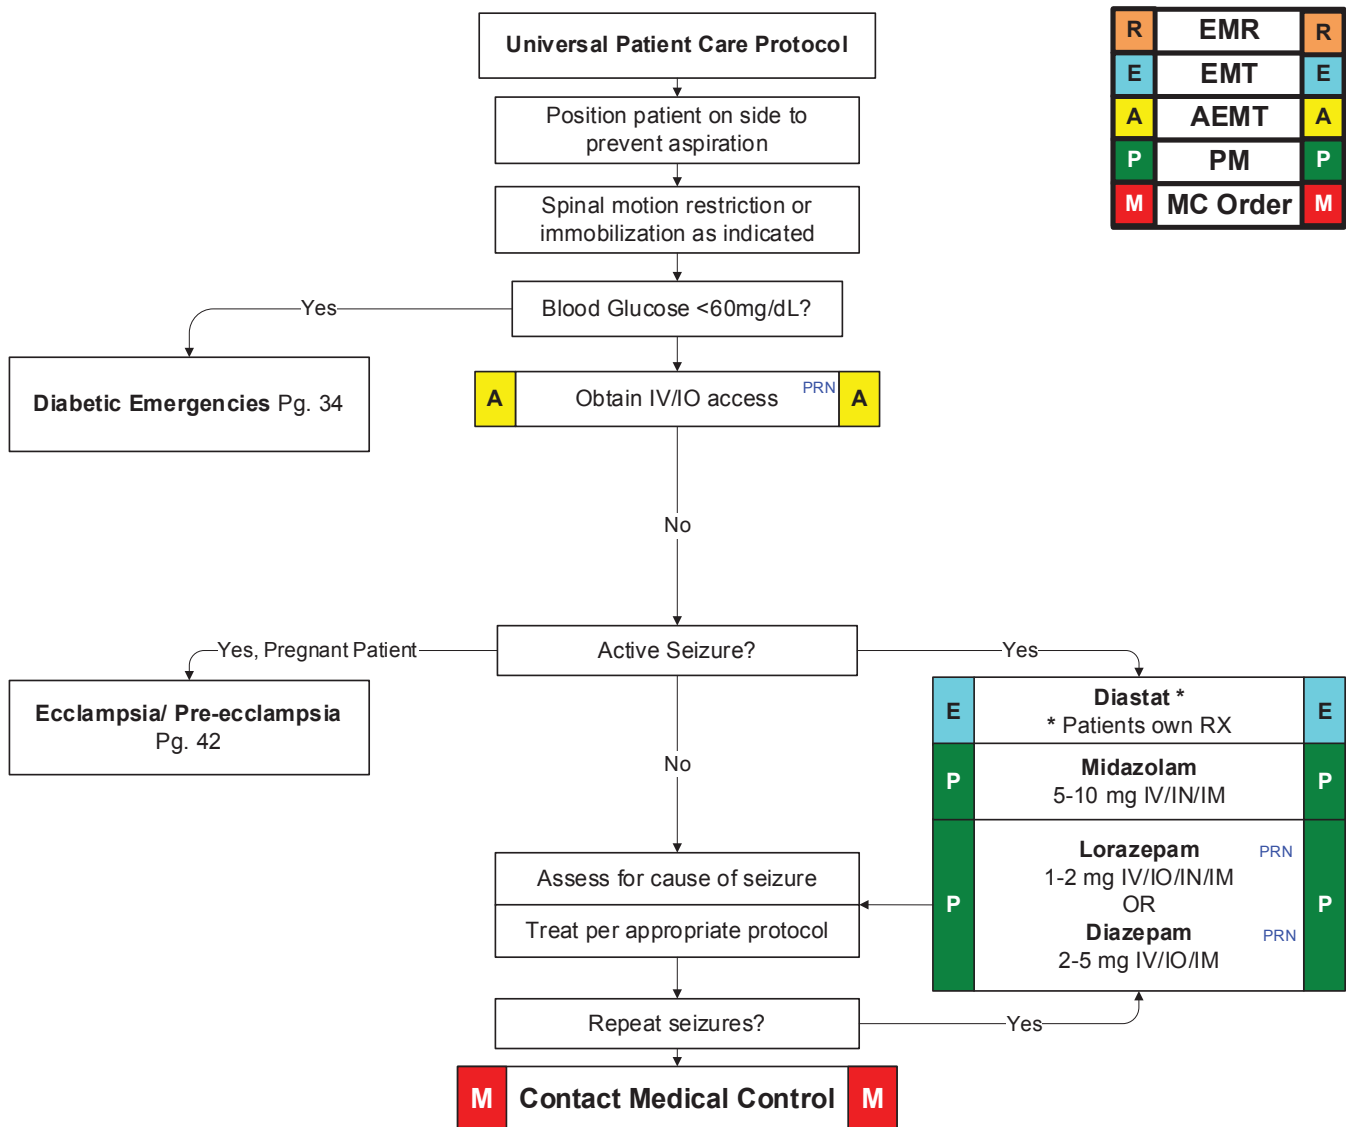 Universal Patient Care Protocol
R EMR R
E EMT E
A AEMT A
P PM P
M MC Order M
Position patient on side to
prevent aspiration
Spinal motion restriction or
immobilization as indicated
Yes
Blood Glucose <60mg/dL?
Diabetic Emergencies Pg. 34
A Obtain IV/IO access PRN A
No
Yes, Pregnant Patient
Active Seizure?
Yes
Ecclampsia/ Pre-ecclampsia
Pg. 42
E Diastat * E
* Patients own RX
No
P Midazolam P
5-10 mg IV/IN/IM
P Lorazepam PRN P
1-2 mg IV/IO/IN/IM
OR
Diazepam PRN
2-5 mg IV/IO/IM
Assess for cause of seizure
Treat per appropriate protocol
Repeat seizures?
Yes
M Contact Medical Control M